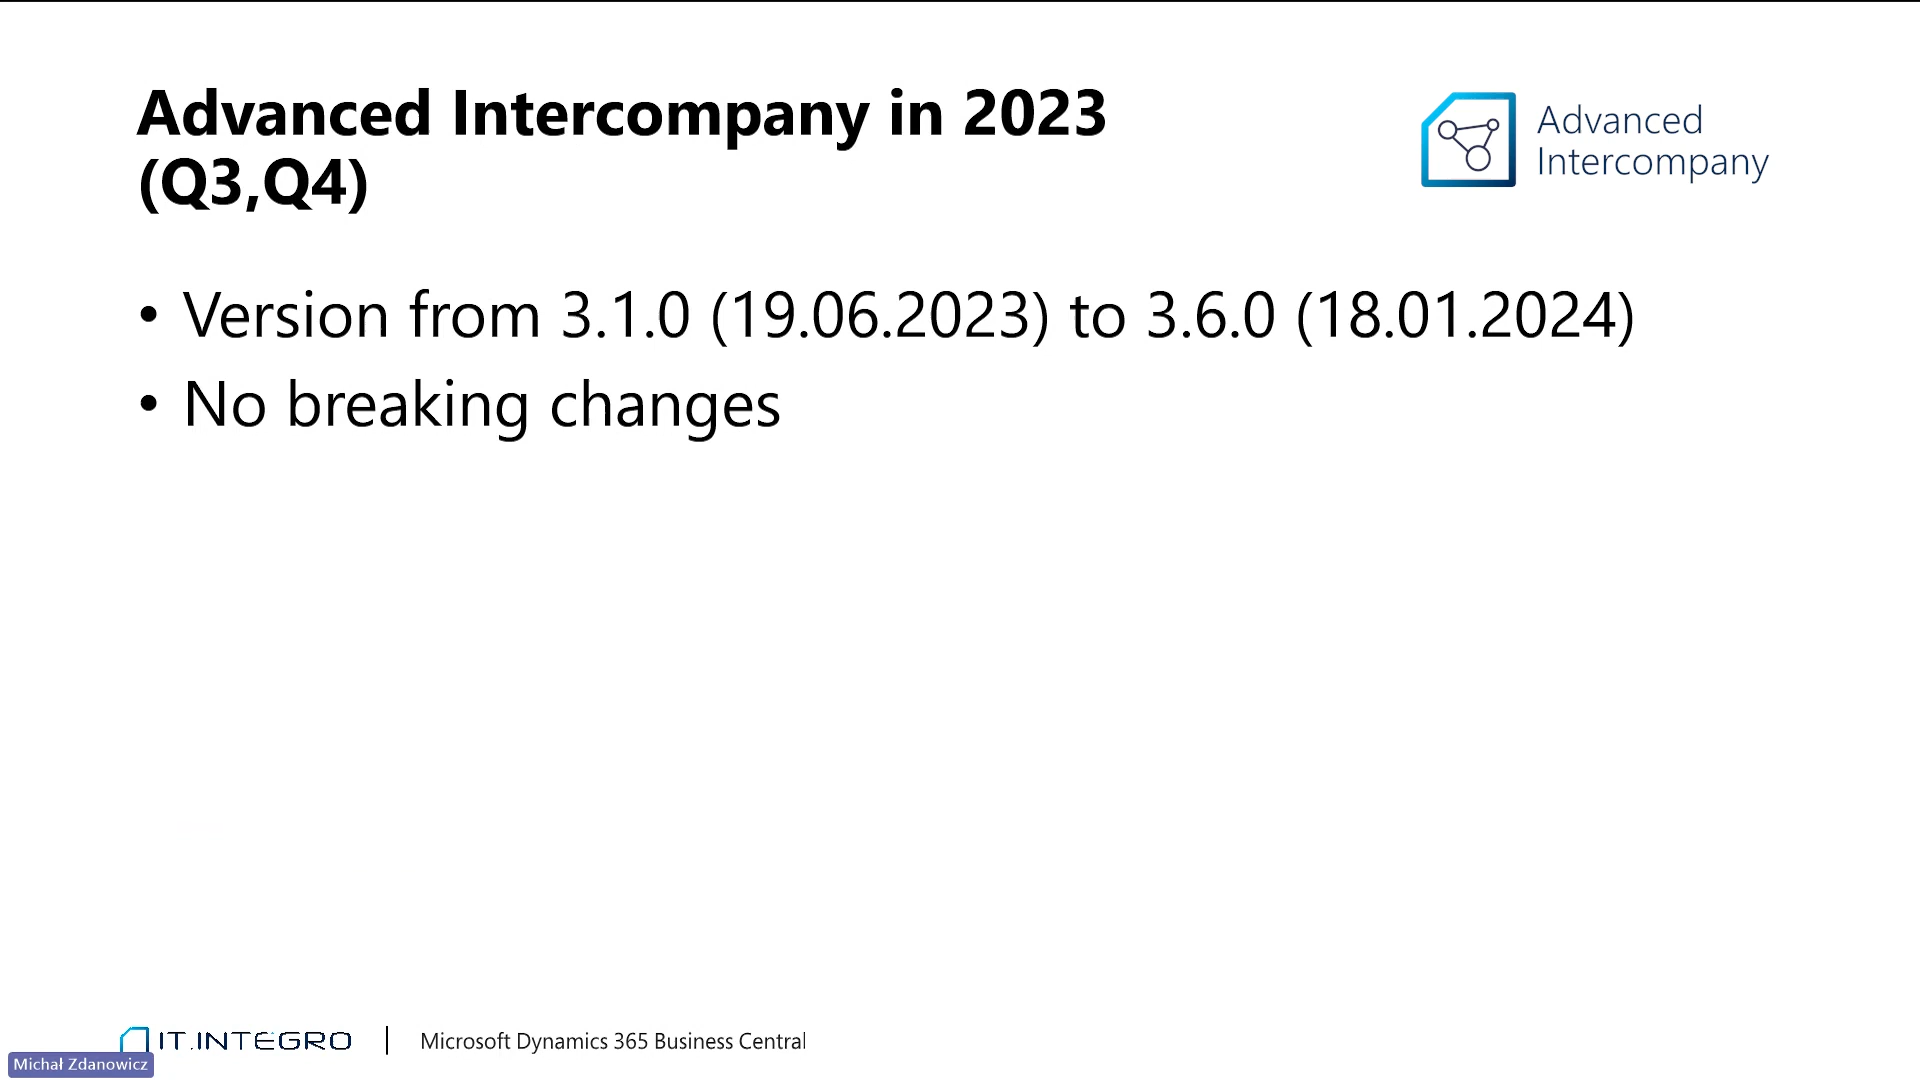 Advanced Intercompany in 2023
(Q3,Q4)
Advanced
Intercompany
• Version from 3.1.0 (19.06.2023) to 3.6.0 (18.01.2024)
• No breaking changes
IT.INTEGRO | Microsoft Dynamics 365 Business Central
Michał Zdanowicz